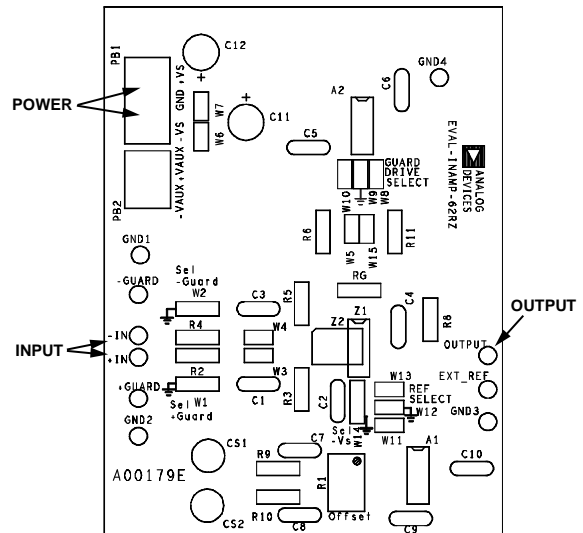 C12
PB1
GND +VS
POWER
-VS
W7
W6
C11
-VAUX+VAUX
PB2
C5
A2
C6
GND4
EVAL-INAMP-62RZ
ANALOG
DEVICES
GUARD
DRIVE
SELECT
W10
W9
W8
R6
W5
W15
R11
GND1
-GUARD
Sel
-Guard
W2
C3
R5
RG
C4
R8
OUTPUT
INPUT
-IN
+IN
R4
W4
Z2
Z1
OUTPUT
R2
W3
+GUARD
W1
Sel
+Guard
C1
R3
C2
W14
Sel
-Vs
W13
REF
SELECT
W12
W11
EXT_REF
GND3
GND2
CS1
A00179E
CS2
R9
R10
C7
C8
R1
Offset
A1
C9
C10